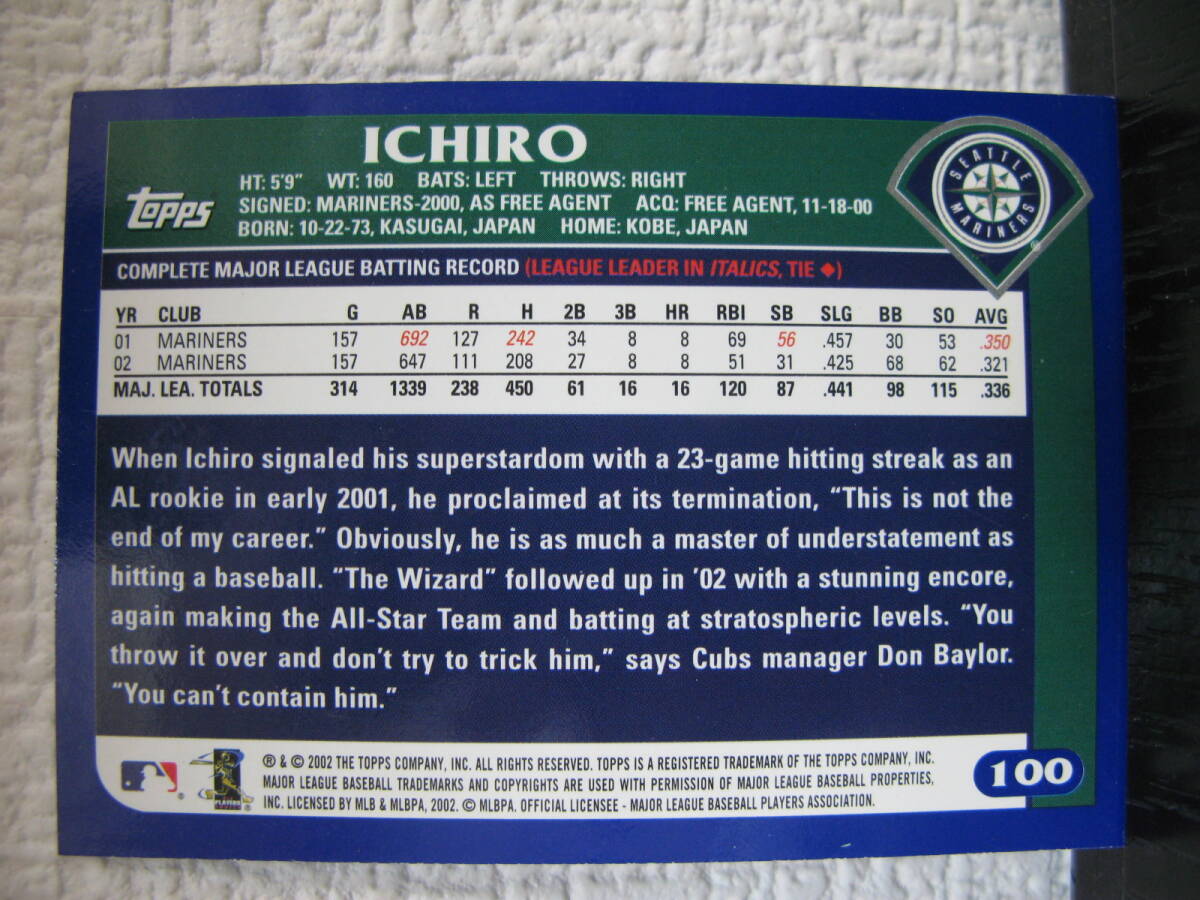 ICHIRO
Topps
HT: 5'9" WT: 160 BATS: LEFT THROWS: RIGHT
SIGNED: MARINERS-2000, AS FREE AGENT ACQ: FREE AGENT, 11-18-00
BORN: 10-22-73, KASUGAI, JAPAN HOME: KOBE, JAPAN
SEATTLE MARINERS
COMPLETE MAJOR LEAGUE BATTING RECORD (LEAGUE LEADER IN ITALICS, TIE ♦)
YR CLUB G AB R H 2B 3B HR RBI SB SLG BB SO AVG
01 MARINERS 157 692 127 242 34 8 8 69 56 .457 30 53 .350
02 MARINERS 157 647 111 208 27 8 8 51 31 .425 68 62 .321
MAJ. LEA. TOTALS 314 1339 238 450 61 16 16 120 87 .441 98 115 .336
When Ichiro signaled his superstardom with a 23-game hitting streak as an
AL rookie in early 2001, he proclaimed at its termination, “This is not the
end of my career.” Obviously, he is as much a master of understatement as
hitting a baseball. “The Wizard” followed up in ’02 with a stunning encore,
again making the All-Star Team and batting at stratospheric levels. “You
throw it over and don’t try to trick him,” says Cubs manager Don Baylor.
“You can’t contain him.”
® & © 2002 THE TOPPS COMPANY, INC. ALL RIGHTS RESERVED. TOPPS IS A REGISTERED TRADEMARK OF THE TOPPS COMPANY, INC.
MAJOR LEAGUE BASEBALL TRADEMARKS AND COPYRIGHTS ARE USED WITH PERMISSION OF MAJOR LEAGUE BASEBALL PROPERTIES,
INC. LICENSED BY MLB & MLBPA, 2002. © MLBPA. OFFICIAL LICENSEE - MAJOR LEAGUE BASEBALL PLAYERS ASSOCIATION.
PLAYERS
100